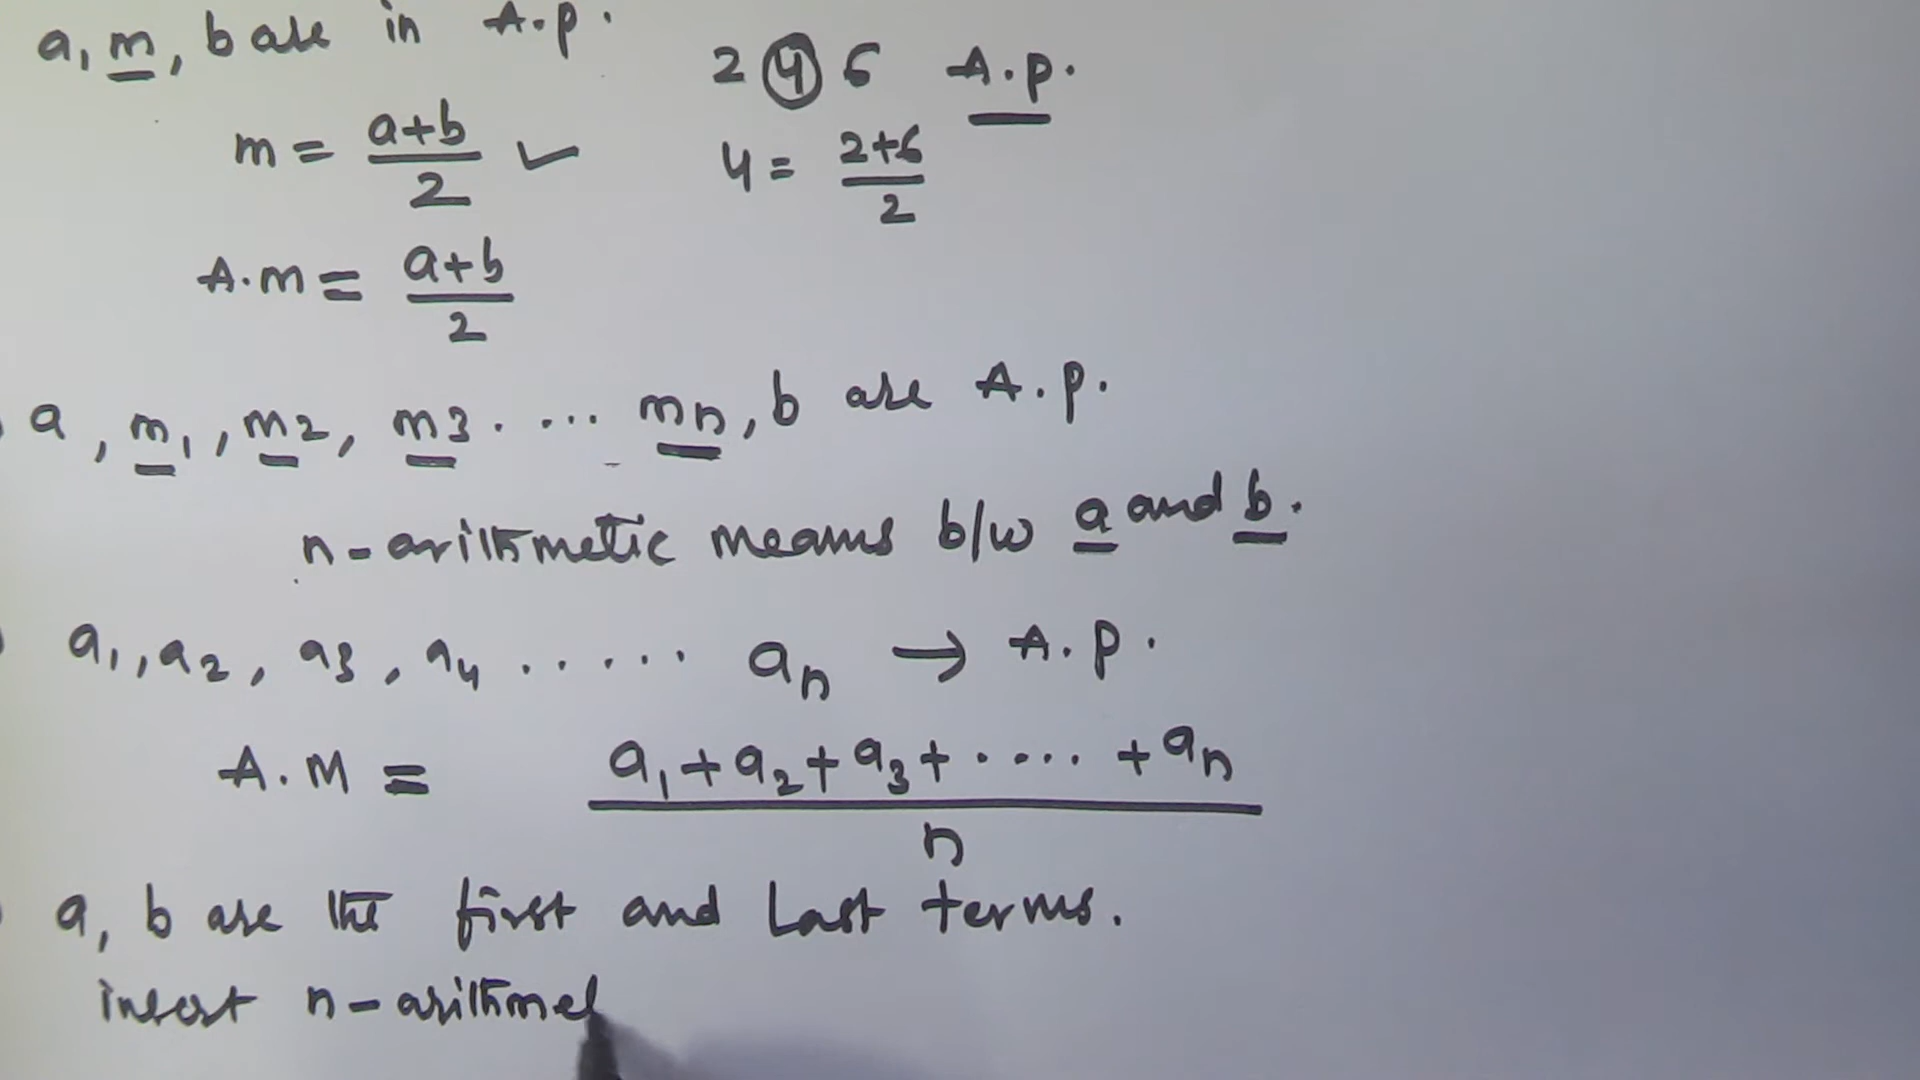 a, m, b are in A.p.
2 4 6 A.p.
m = a+b/2 ✓
4 = 2+6/2
A.m = a+b/2
a, m1, m2, m3. ... mn, b are A.p.
n-arithmetic means b/w a and b.
a1, a2, a3, a4 ...... an → A.p.
A.M = a1+a2+a3+....+an/n
a, b are the first and Last terms.
insert n-arithmet